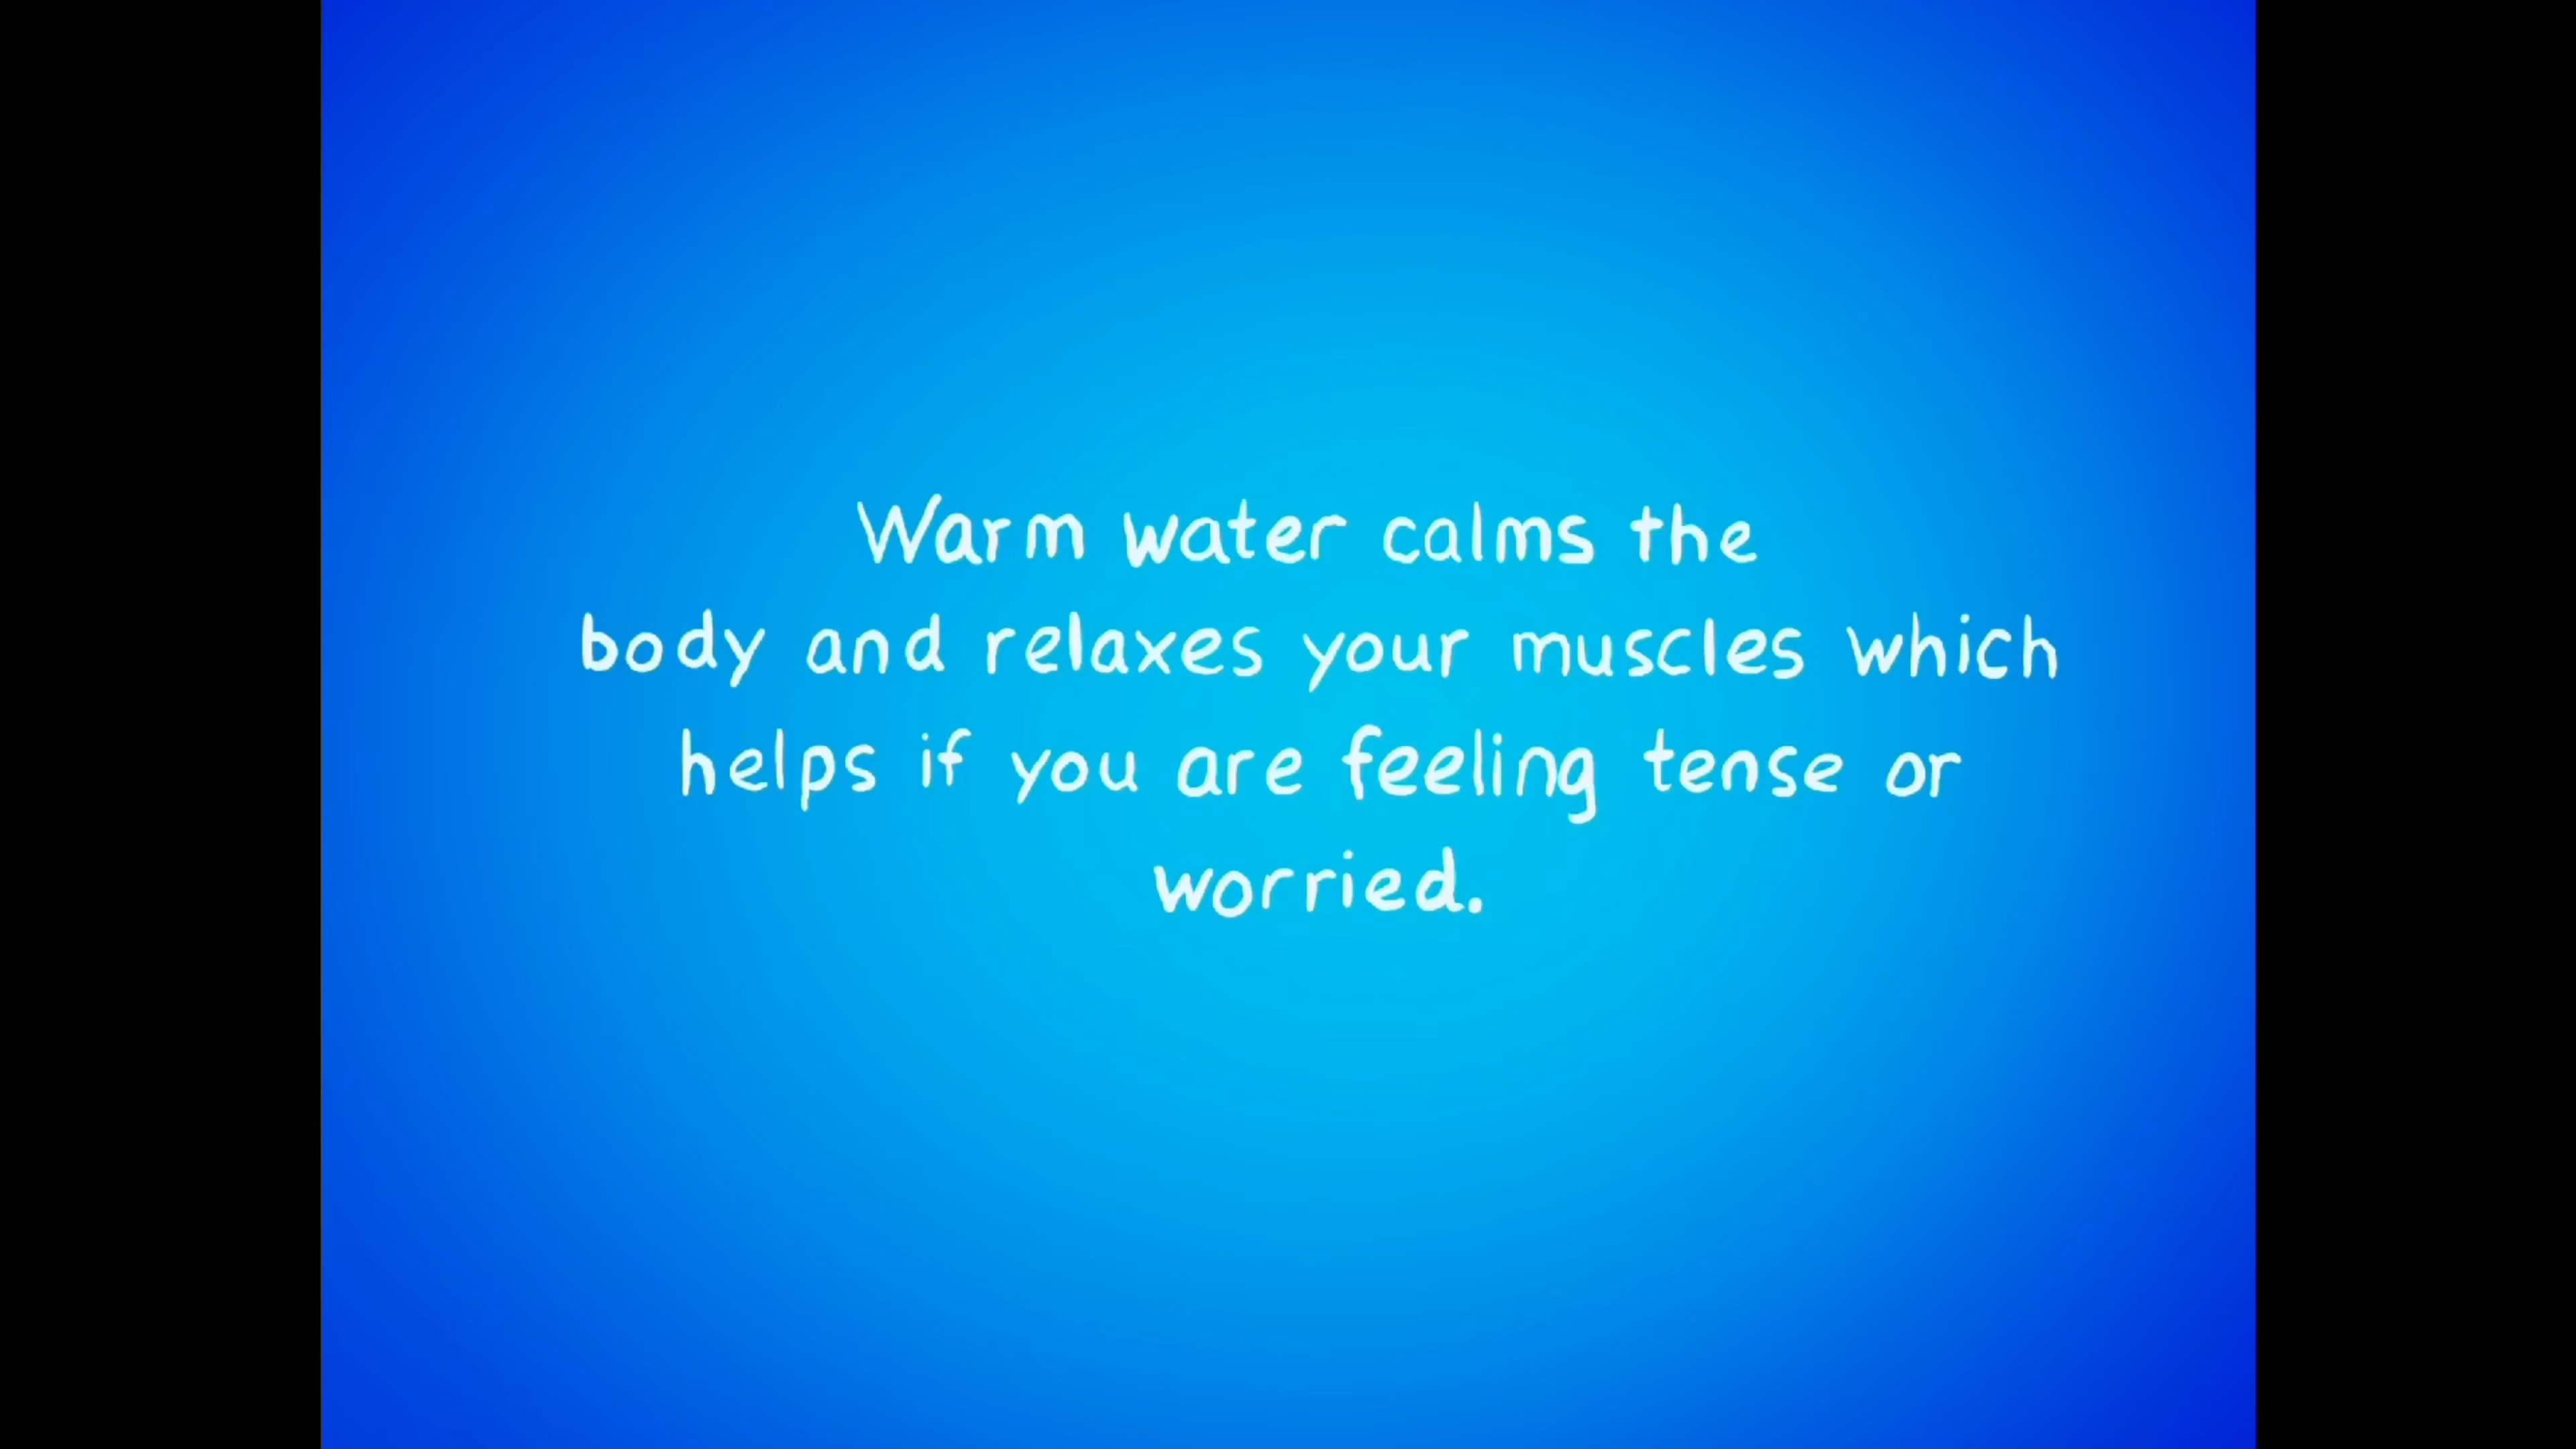 Warm water calms the
body and relaxes your muscles which
helps if you are feeling tense or
worried.